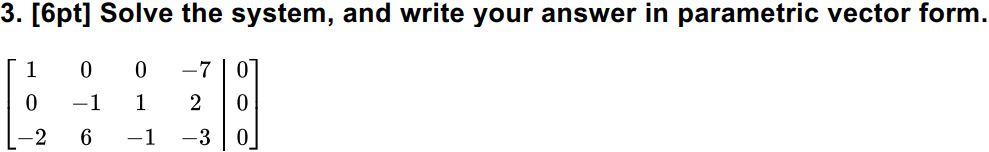 3. [6pt] Solve the system, and write your answer in parametric vector form.
1 0 0 −7 0
0 −1 1 2 0
−2 6 −1 −3 0